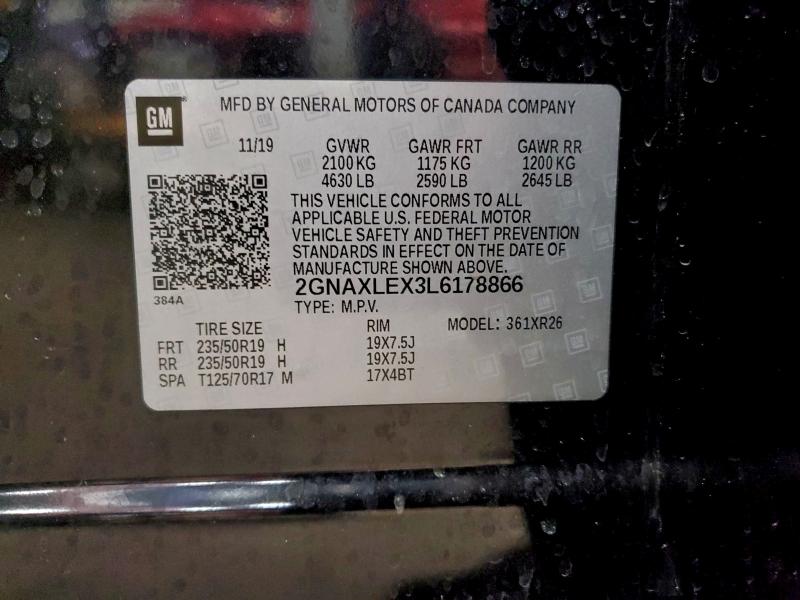 GM
MFD BY GENERAL MOTORS OF CANADA COMPANY
11/19 GVWR GAWR FRT GAWR RR
2100 KG 1175 KG 1200 KG
4630 LB 2590 LB 2645 LB
THIS VEHICLE CONFORMS TO ALL
APPLICABLE U.S. FEDERAL MOTOR
VEHICLE SAFETY AND THEFT PREVENTION
STANDARDS IN EFFECT ON THE DATE OF
MANUFACTURE SHOWN ABOVE.
2GNAXLEX3L6178866
384A
TYPE: M.P.V.
TIRE SIZE RIM MODEL: 361XR26
FRT 235/50R19 H 19X7.5J
RR 235/50R19 H 19X7.5J
SPA T125/70R17 M 17X4BT